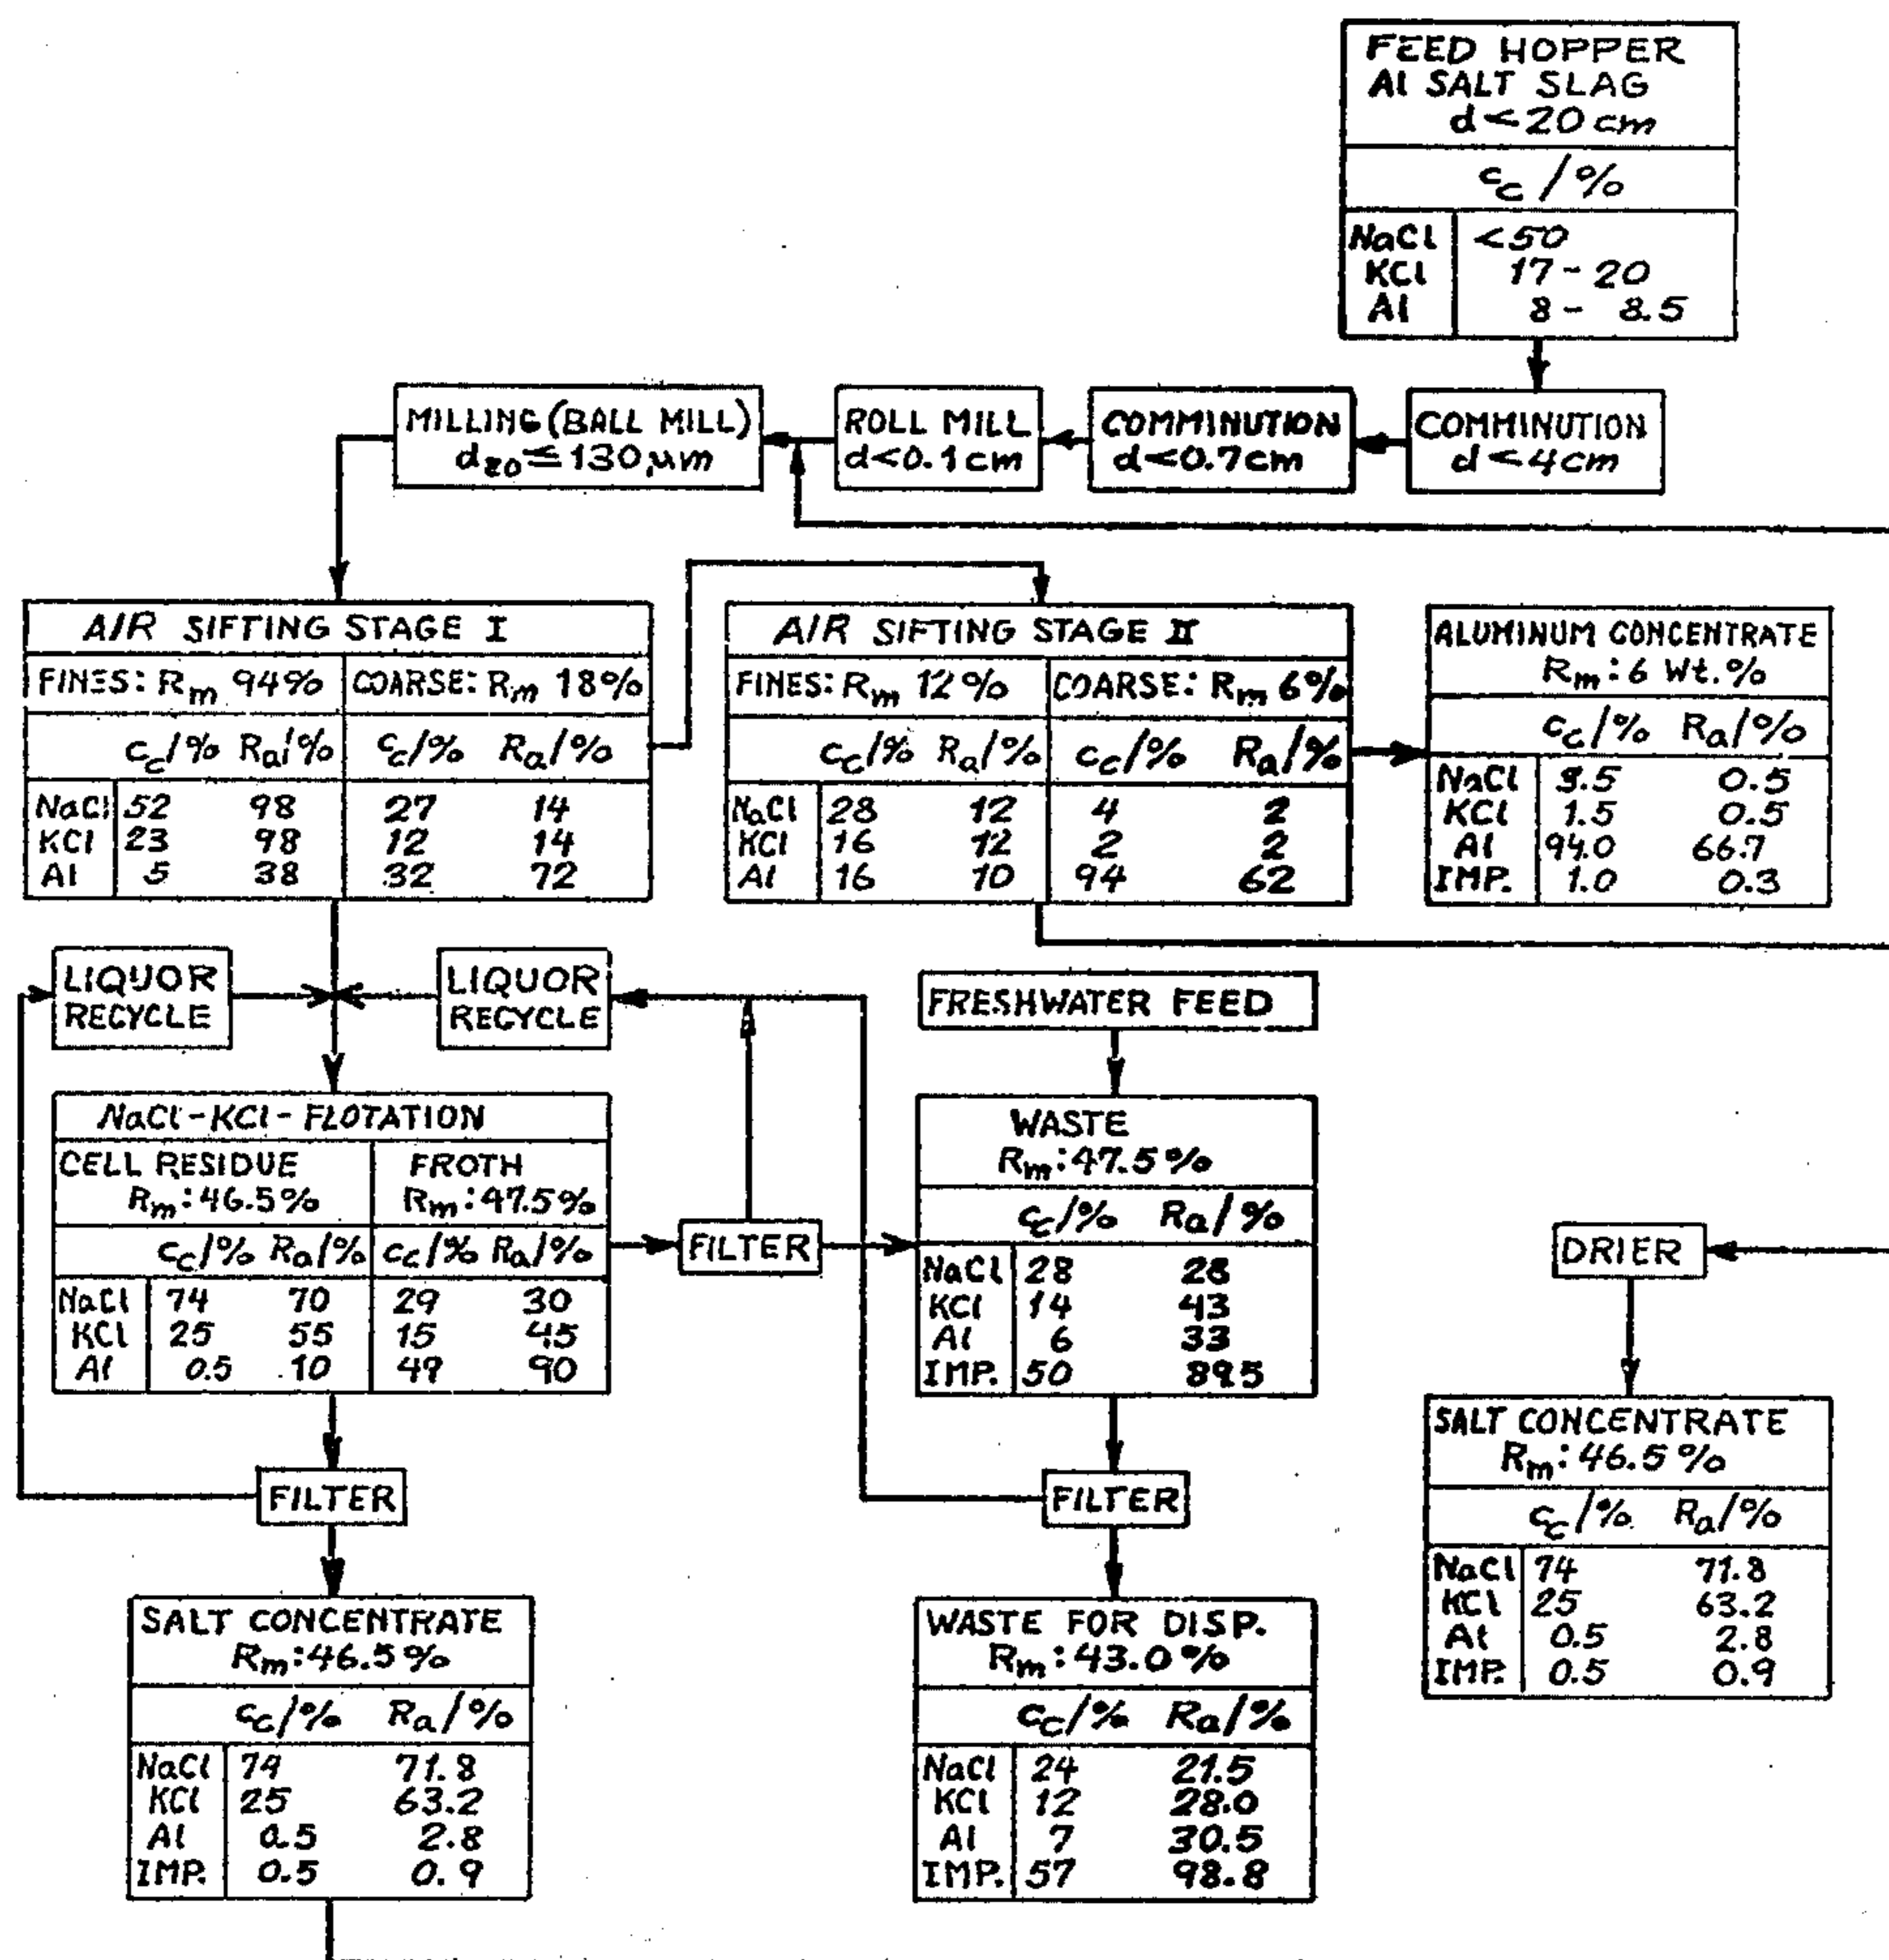 FEED HOPPER
Al SALT SLAG
d<20cm
cc/%
NaCl <50
KCl 17-20
Al 8-8.5
COMMINUTION
d<4cm
COMMINUTION
d<0.7cm
ROLL MILL
d<0.1cm
MILLING (BALL MILL)
d80≤130μm
AIR SIFTING STAGE I
FINES: Rm 94% COARSE: Rm 18%
cc/% Ra/% cc/% Ra/%
NaCl 52 98 27 14
KCl 23 98 12 14
Al 5 38 32 72
AIR SIFTING STAGE II
FINES: Rm 12% COARSE: Rm 6%
cc/% Ra/% cc/% Ra/%
NaCl 28 12 4 2
KCl 16 12 2 2
Al 16 10 94 62
ALUMINUM CONCENTRATE
Rm: 6 Wt.%
cc/% Ra/%
NaCl 3.5 0.5
KCl 1.5 0.5
Al 94.0 66.7
IMP. 1.0 0.3
LIQUOR
RECYCLE
LIQUOR
RECYCLE
FRESHWATER FEED
NaCl-KCl-FLOTATION
CELL RESIDUE FROTH
Rm:46.5% Rm:47.5%
cc/% Ra/% cc/% Ra/%
NaCl 74 70 29 30
KCl 25 55 15 45
Al 0.5 10 49 90
FILTER
WASTE
Rm:47.5%
cc/% Ra/%
NaCl 28 28
KCl 14 43
Al 6 33
IMP. 50 895
DRIER
FILTER
FILTER
SALT CONCENTRATE
Rm:46.5%
cc/% Ra/%
NaCl 74 71.8
KCl 25 63.2
Al 0.5 2.8
IMP. 0.5 0.9
SALT CONCENTRATE
Rm:46.5%
cc/% Ra/%
NaCl 74 71.8
KCl 25 63.2
Al 0.5 2.8
IMP. 0.5 0.9
WASTE FOR DISP.
Rm:43.0%
cc/% Ra/%
NaCl 24 21.5
KCl 12 28.0
Al 7 30.5
IMP. 57 98.8